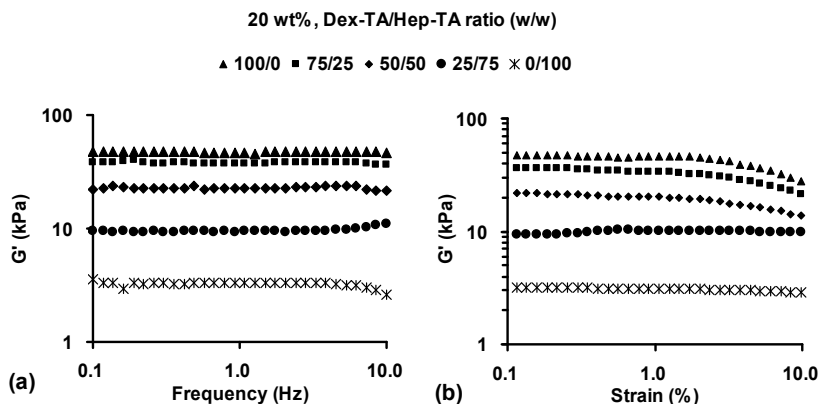 20 wt%, Dex-TA/Hep-TA ratio (w/w)
▲ 100/0 ■ 75/25 ◆ 50/50 ● 25/75 ⚹ 0/100
100
10
1
G' (kPa)
0.1 1.0 10.0
Frequency (Hz)
(a)
100
10
1
G' (kPa)
0.1 1.0 10.0
Strain (%)
(b)